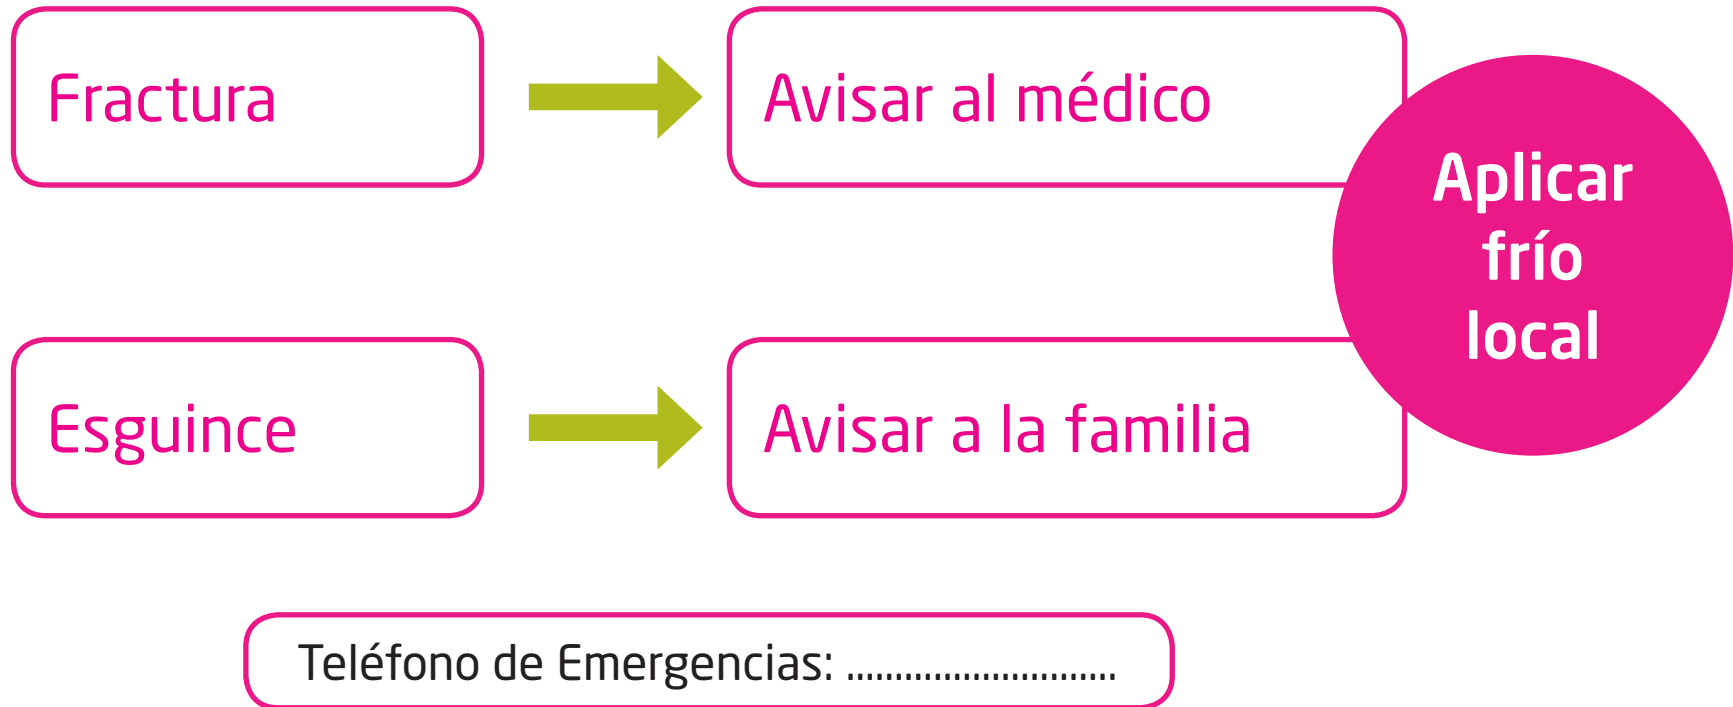 Fractura
Avisar al médico
Aplicar
frío
local
Esguince
Avisar a la familia
Teléfono de Emergencias: ...........................